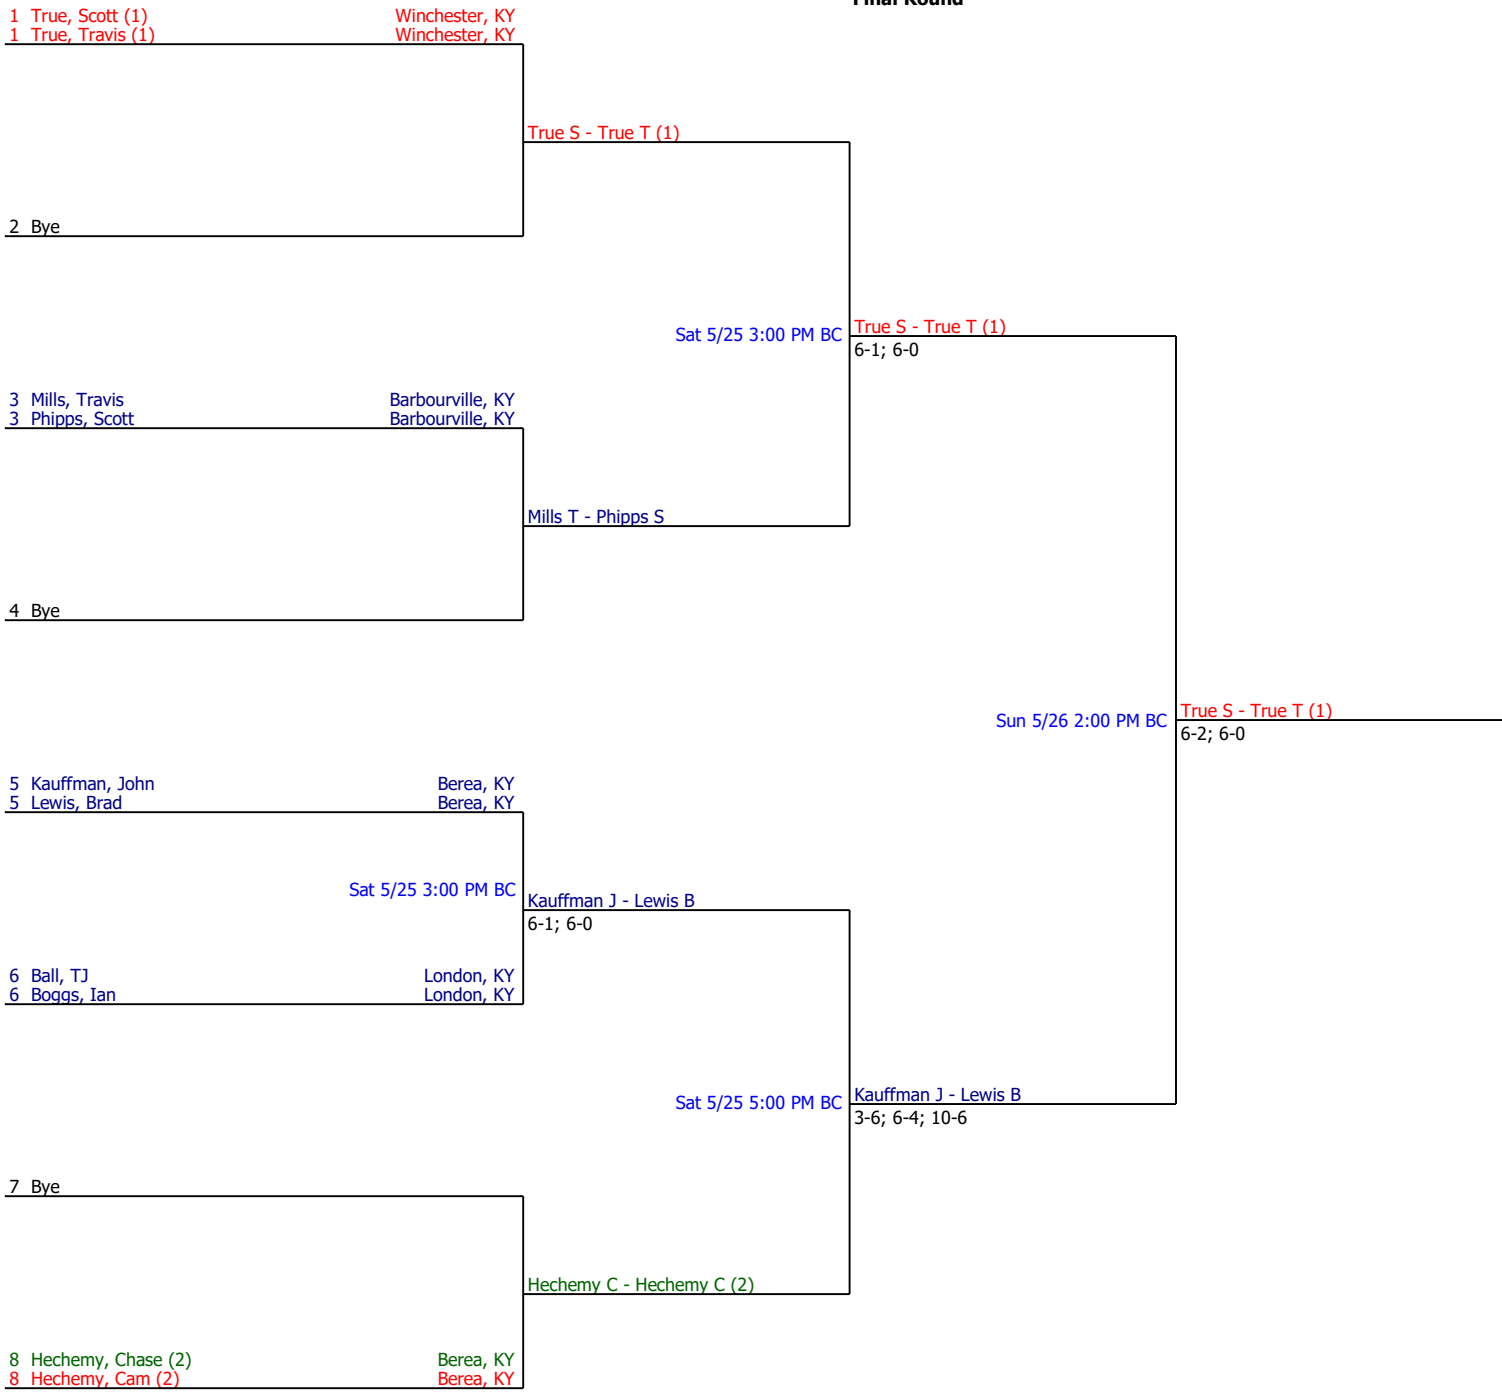 Final Round
1 True, Scott (1) Winchester, KY
1 True, Travis (1) Winchester, KY
True S - True T (1)
2 Bye
Sat 5/25 3:00 PM BC
True S - True T (1)
6-1; 6-0
3 Mills, Travis Barbourville, KY
3 Phipps, Scott Barbourville, KY
Mills T - Phipps S
4 Bye
Sun 5/26 2:00 PM BC
True S - True T (1)
6-2; 6-0
5 Kauffman, John Berea, KY
5 Lewis, Brad Berea, KY
Sat 5/25 3:00 PM BC
Kauffman J - Lewis B
6-1; 6-0
6 Ball, TJ London, KY
6 Boggs, Ian London, KY
Sat 5/25 5:00 PM BC
Kauffman J - Lewis B
3-6; 6-4; 10-6
7 Bye
Hechemy C - Hechemy C (2)
8 Hechemy, Chase (2) Berea, KY
8 Hechemy, Cam (2) Berea, KY